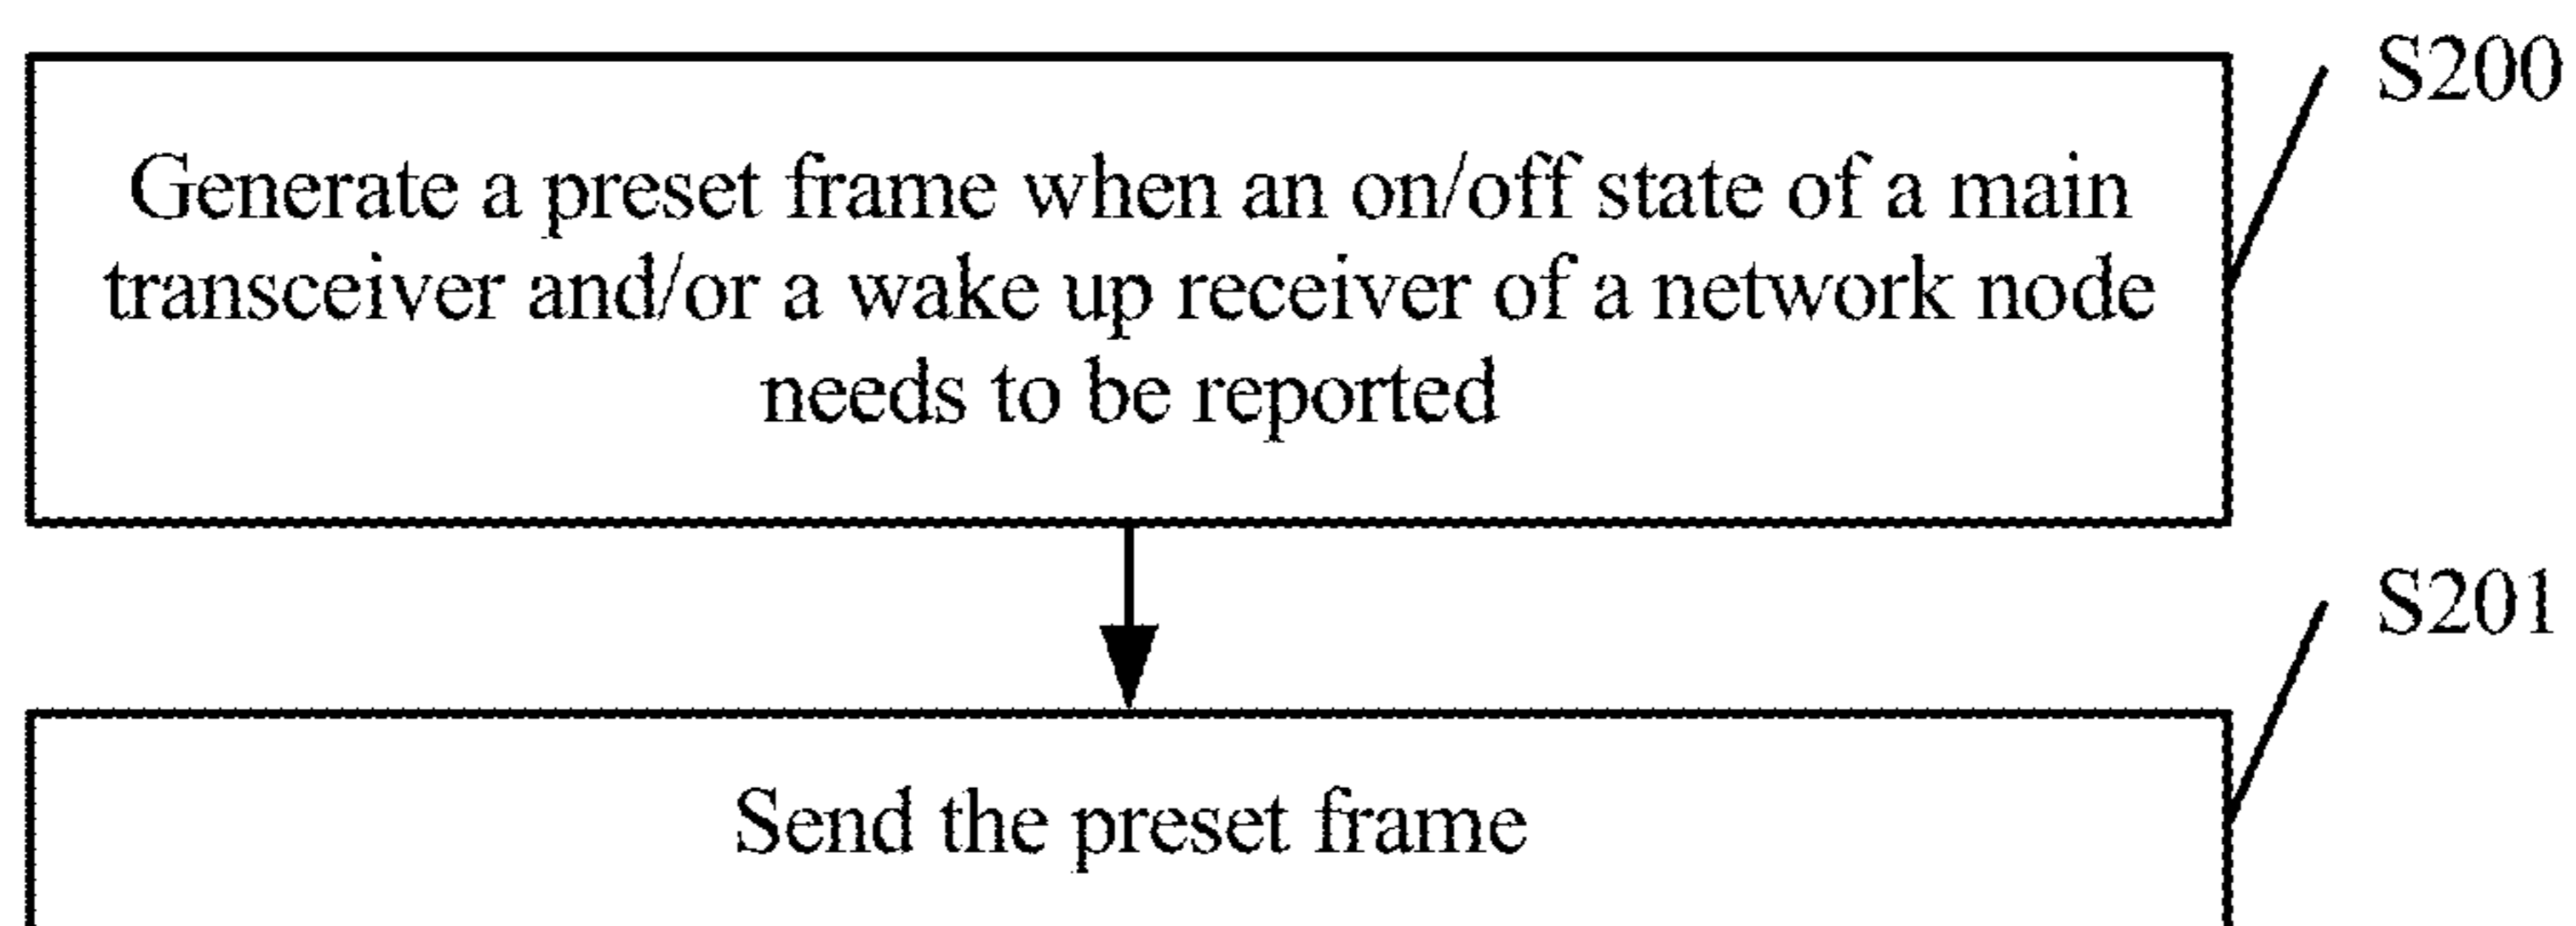 S200
Generate a preset frame when an on/off state of a main
transceiver and/or a wake up receiver of a network node
needs to be reported
S201
Send the preset frame